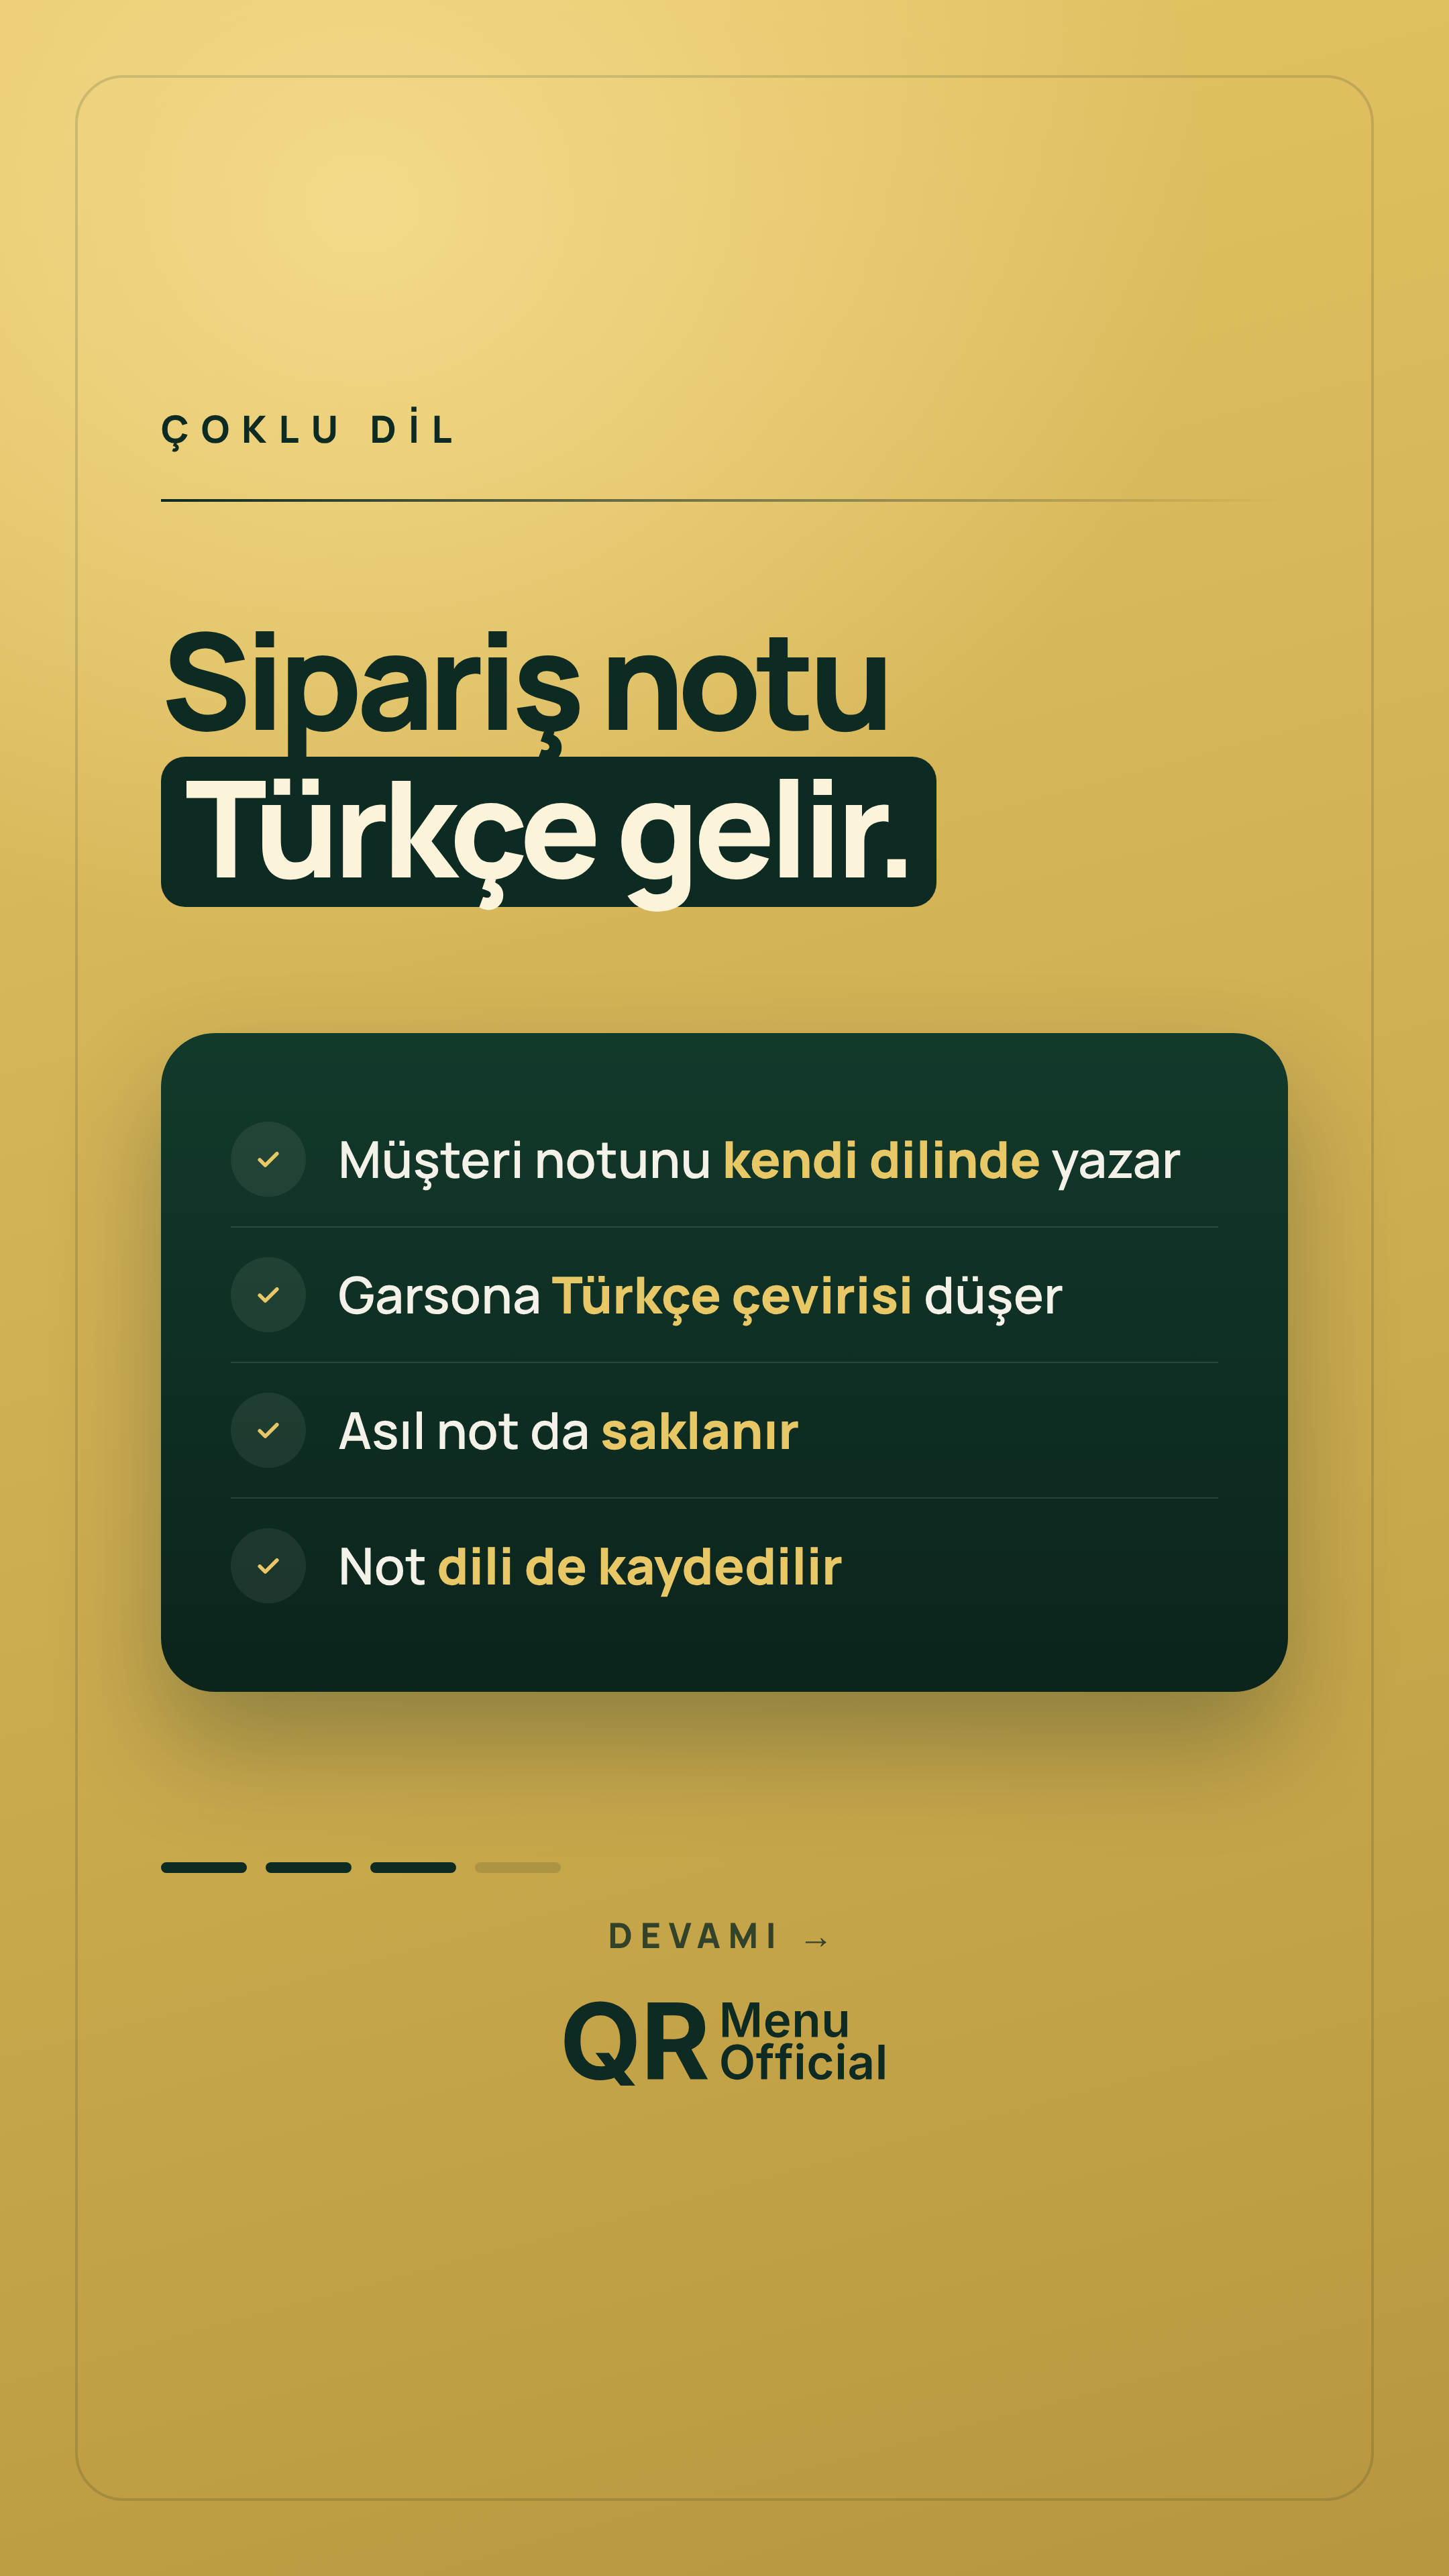 ÇOKLU DİL
Sipariş notu
Türkçe gelir.
Müşteri notunu kendi dilinde yazar
Garsona Türkçe çevirisi düşer
Asıl not da saklanır
Not dili de kaydedilir
DEVAMI →
QR Menu
Official